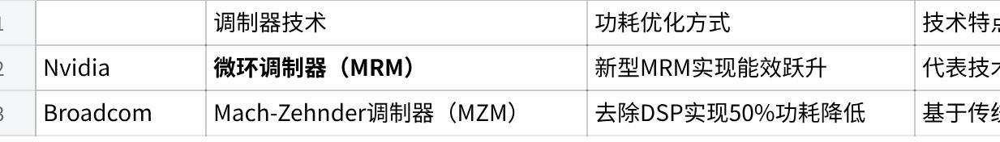 1 调制器技术 功耗优化方式 技术特
2 Nvidia 微环调制器（MRM） 新型MRM实现能效跃升 代表技
3 Broadcom Mach-Zehnder调制器（MZM） 去除DSP实现50%功耗降低 基于传